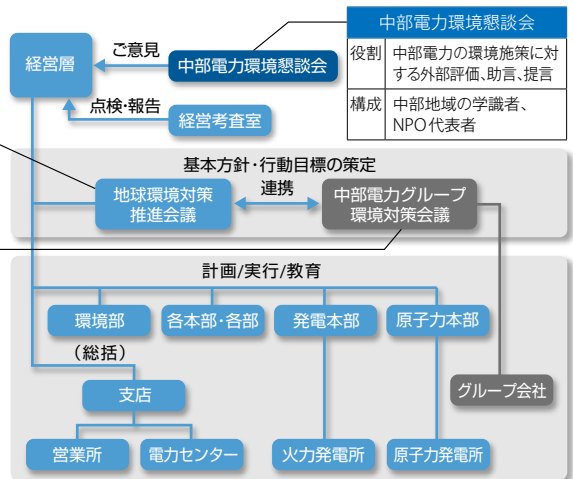 中部電力環境懇談会
役割
中部電力の環境施策に対
する外部評価、助言、提言
構成
中部地域の学識者、
NPO代表者
経営層
ご意見
中部電力環境懇談会
点検・報告
経営考査室
基本方針・行動目標の策定
地球環境対策
推進会議
連携
中部電力グループ
環境対策会議
計画/実行/教育
環境部
各本部・各部
発電本部
原子力本部
（総括）
支店
グループ会社
営業所
電力センター
火力発電所
原子力発電所